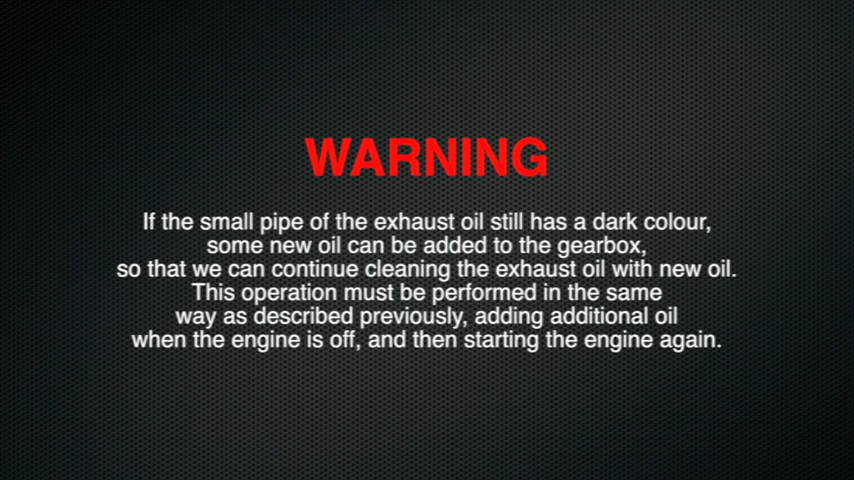 WARNING
If the small pipe of the exhaust oil still has a dark colour,
some new oil can be added to the gearbox,
so that we can continue cleaning the exhaust oil with new oil.
This operation must be performed in the same
way as described previously, adding additional oil
when the engine is off, and then starting the engine again.